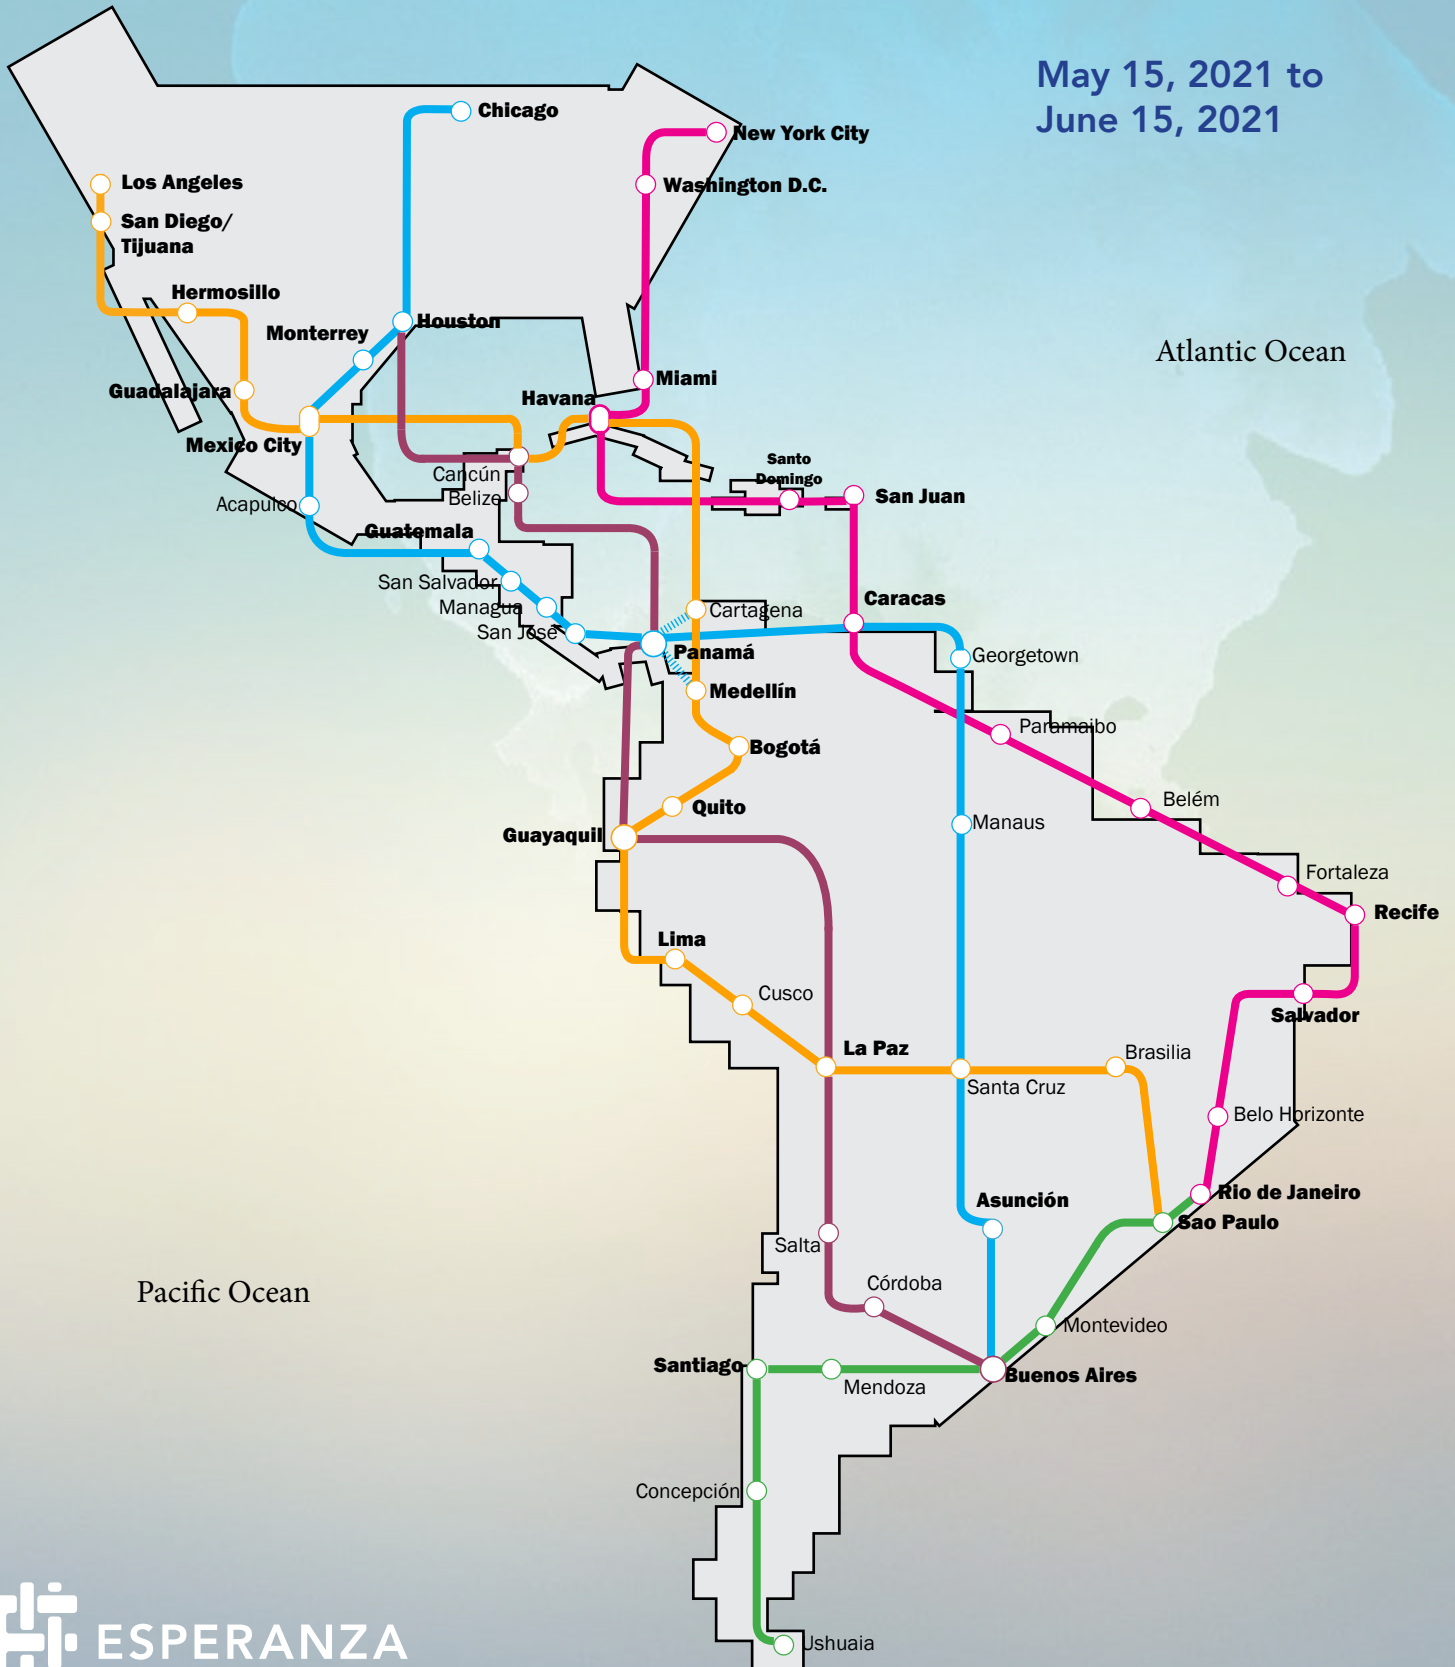 May 15, 2021 to
June 15, 2021
Chicago
New York City
Los Angeles
Washington D.C.
San Diego/
Tijuana
Hermosillo
Houston
Monterrey
Atlantic Ocean
Miami
Guadalajara
Havana
Mexico City
Santo
Domingo
Cancún
San Juan
Belize
Acapulco
Guatemala
San Salvador
Managua
Caracas
Cartagena
San José
Panamá
Georgetown
Medellín
Paramaibo
Bogotá
Belém
Quito
Manaus
Guayaquil
Fortaleza
Recife
Lima
Cusco
Salvador
La Paz
Brasilia
Santa Cruz
Belo Horizonte
Rio de Janeiro
Asunción
Sao Paulo
Salta
Córdoba
Pacific Ocean
Montevideo
Santiago
Buenos Aires
Mendoza
Concepción
Ushuaia
ESPERANZA